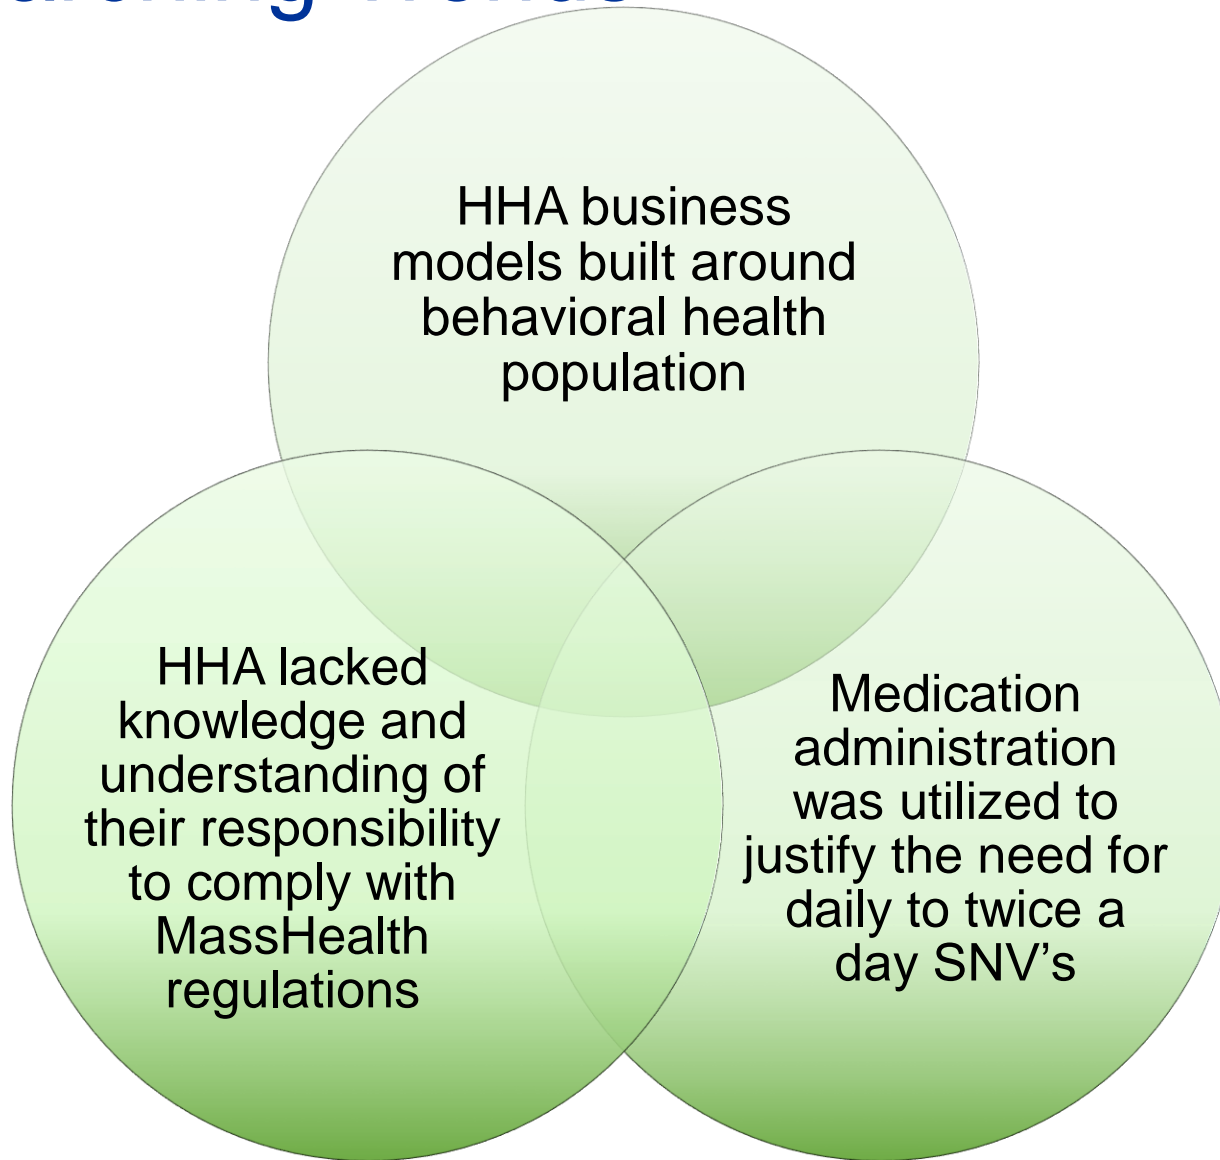 HHA business
models built around
behavioral health
population
HHA lacked
knowledge and
understanding of
their responsibility
to comply with
MassHealth
regulations
Medication
administration
was utilized to
justify the need for
daily to twice a
day SNV’s